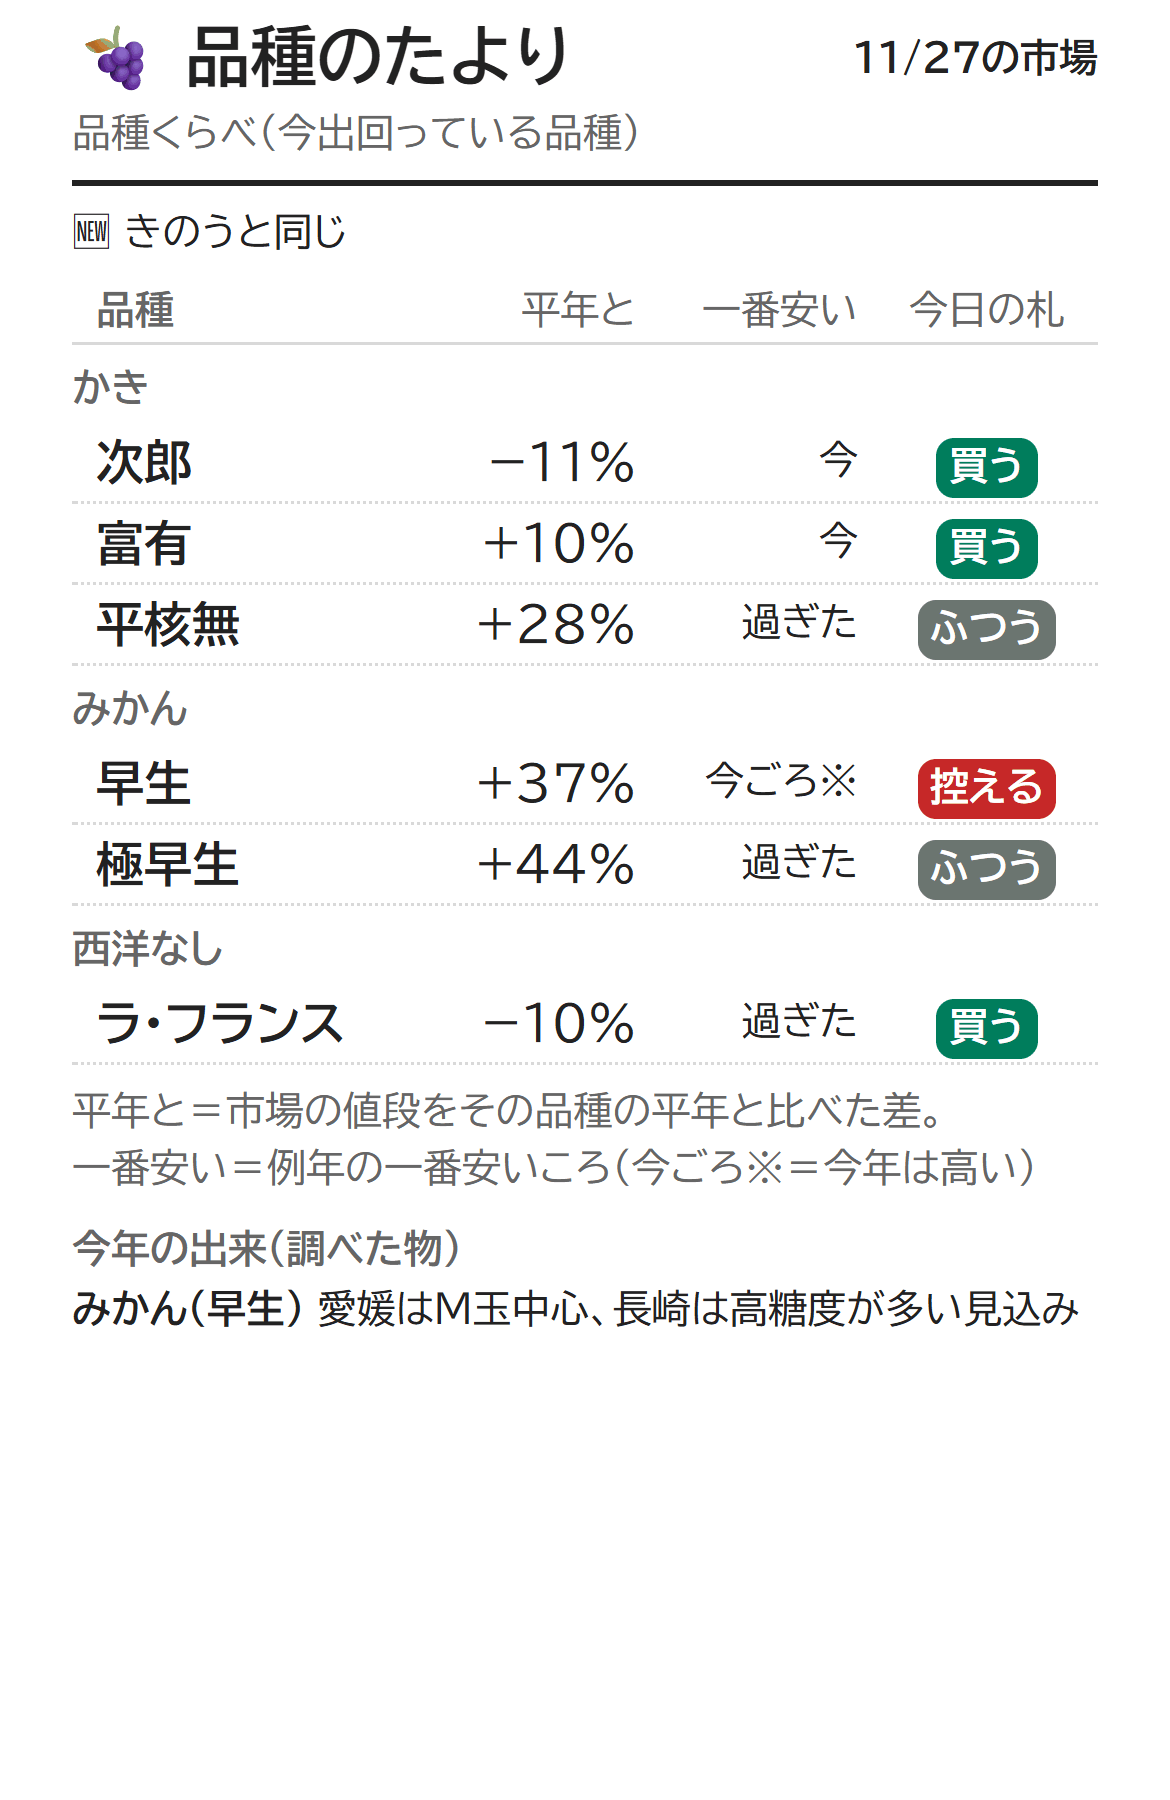 品種のたより 11/27の市場
品種くらべ(今出回っている品種)
NEW きのうと同じ
品種 平年と 一番安い 今日の札
かき
次郎 −11% 今 買う
富有 +10% 今 買う
平核無 +28% 過ぎた ふつう
みかん
早生 +37% 今ごろ※ 控える
極早生 +44% 過ぎた ふつう
西洋なし
ラ・フランス −10% 過ぎた 買う
平年と=市場の値段をその品種の平年と比べた差。
一番安い=例年の一番安いころ(今ごろ※=今年は高い)
今年の出来(調べた物)
みかん(早生) 愛媛はM玉中心、長崎は高糖度が多い見込み